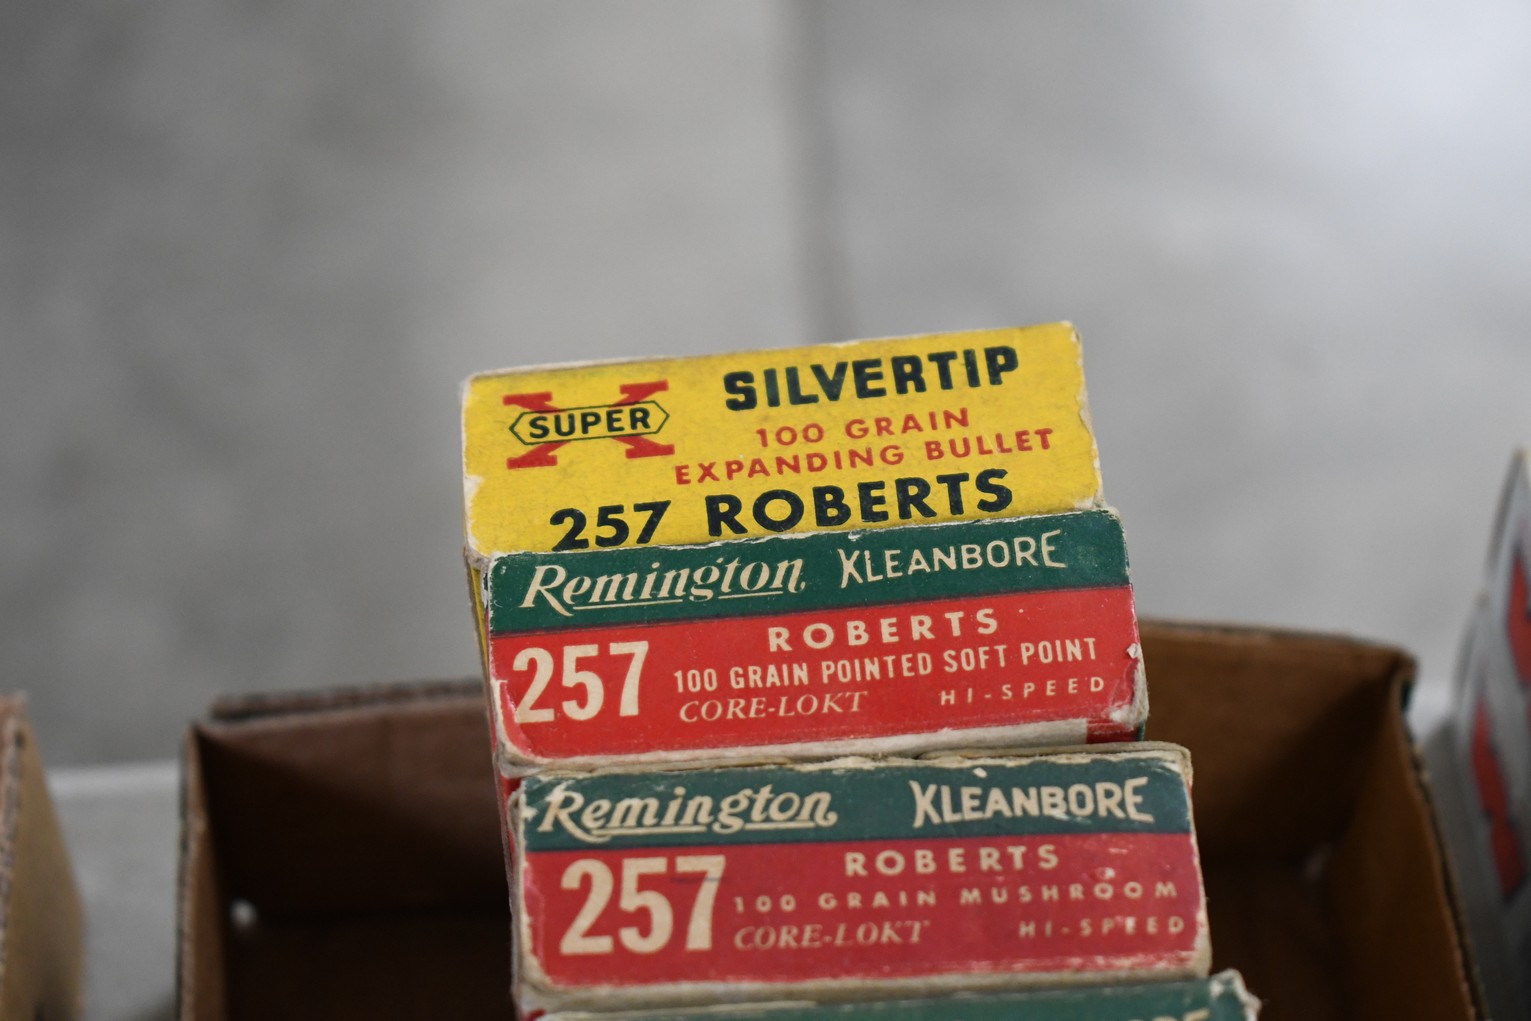 SUPER X
SILVERTIP
100 GRAIN
EXPANDING BULLET
257 ROBERTS
Remington KLEANBORE
257
ROBERTS
100 GRAIN POINTED SOFT POINT
CORE-LOKT HI-SPEED
Remington KLEANBORE
257
ROBERTS
100 GRAIN MUSHROOM
CORE-LOKT HI-SPEED